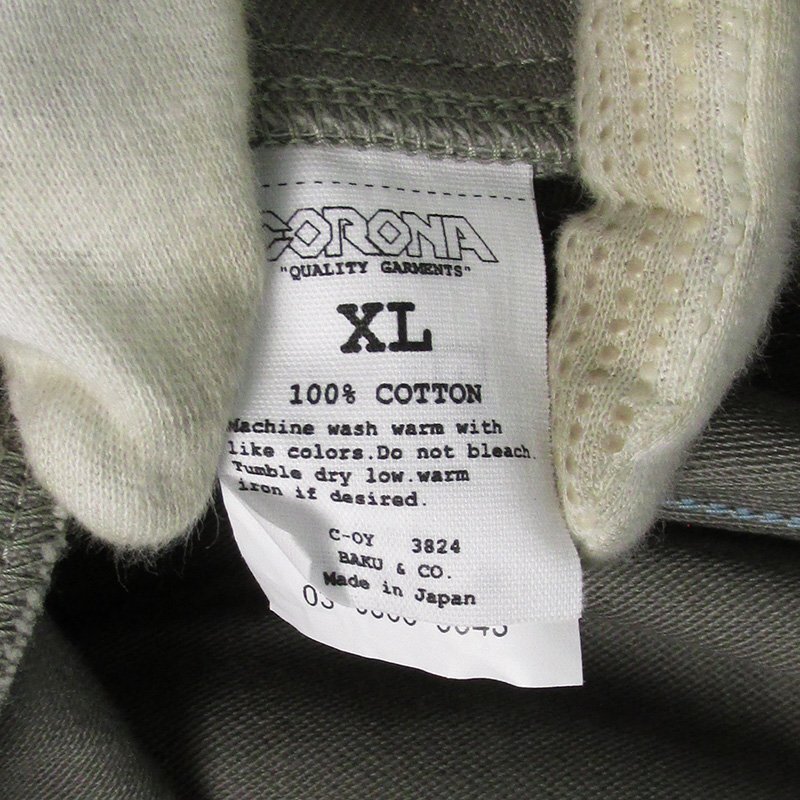 CORONA
"QUALITY GARMENTS"
XL
100% COTTON
Machine wash warm with
like colors.Do not bleach.
Tumble dry low.warm
iron if desired.
C-OY 3824
BAKU & CO.
Made in Japan